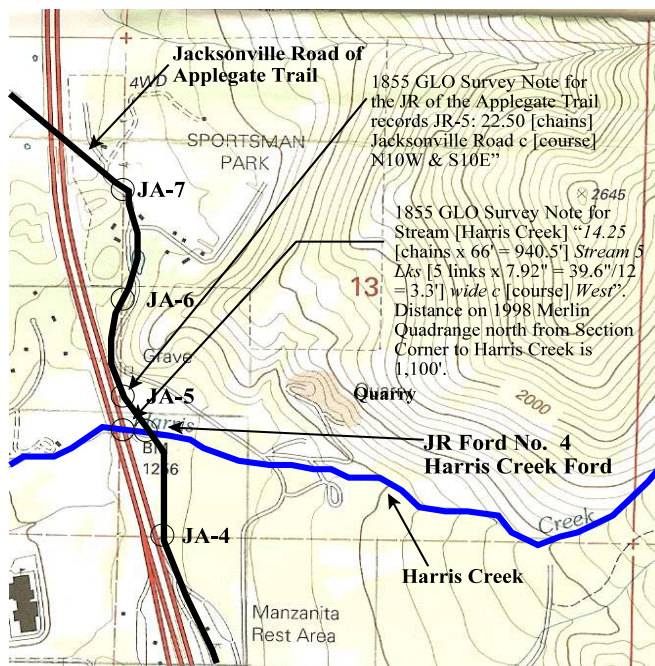 Jacksonville Road of
Applegate Trail
4WD
1855 GLO Survey Note for
the JR of the Applegate Trail
records JR-5: 22.50 [chains]
Jacksonville Road c [course]
N10W & S10E”
SPORTSMAN
PARK
JA-7
2645
1855 GLO Survey Note for
Stream [Harris Creek] “14.25
[chains x 66' = 940.5'] Stream 5
Lks [5 links x 7.92" = 39.6"/12
= 3.3'] wide c [course] West”.
Distance on 1998 Merlin
Quadrange north from Section
Corner to Harris Creek is
1,100'.
13
JA-6
Grave
JA-5
Quarry
Quarry
2000
arris
BM
1256
JR Ford No. 4
Harris Creek Ford
JA-4
Creek
Harris Creek
Manzanita
Rest Area